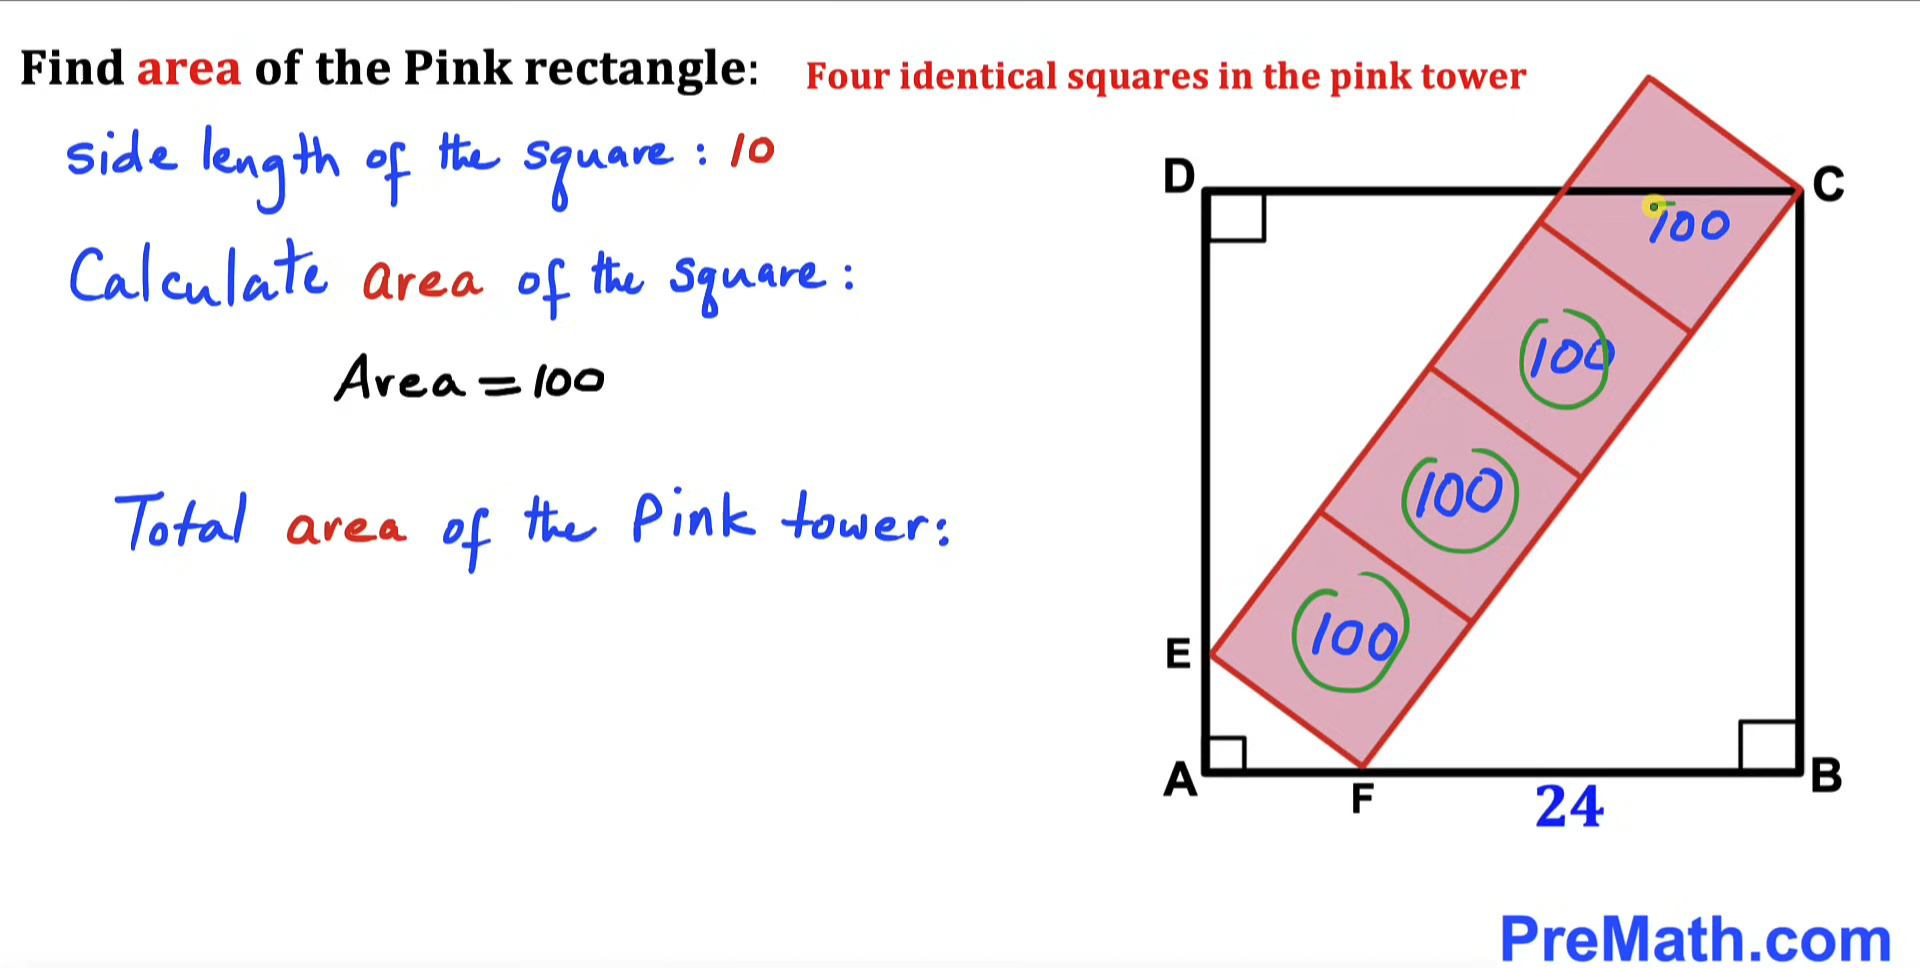 Find area of the Pink rectangle: Four identical squares in the pink tower
side length of the square : 10
Calculate area of the square :
Area = 100
Total area of the Pink tower:
D
C
100
100
100
100
E
A
F
24
B
PreMath.com